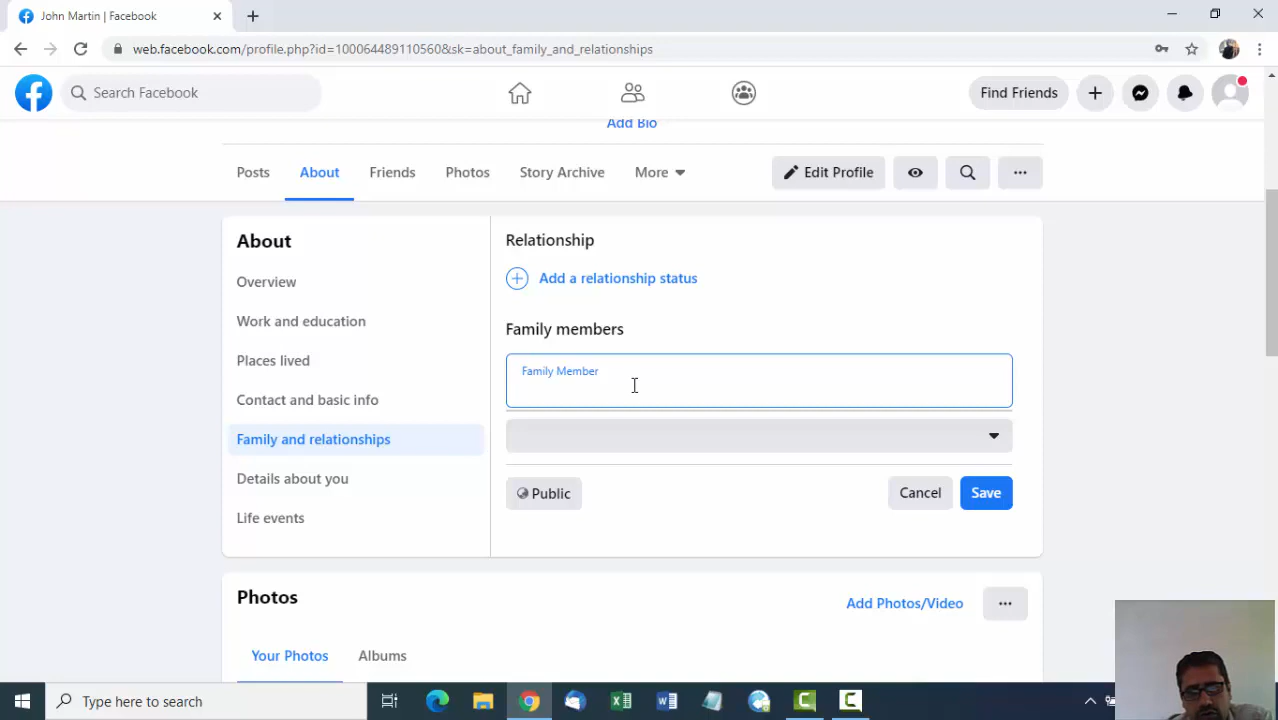 John Martin | Facebook
web.facebook.com/profile.php?id=100064489110560&sk=about_family_and_relationships
Search Facebook
Find Friends
Add Bio
Posts
About
Friends
Photos
Story Archive
More
Edit Profile
About
Overview
Work and education
Places lived
Contact and basic info
Family and relationships
Details about you
Life events
Relationship
Add a relationship status
Family members
Family Member
Public
Cancel
Save
Photos
Add Photos/Video
Your Photos
Albums
Type here to search